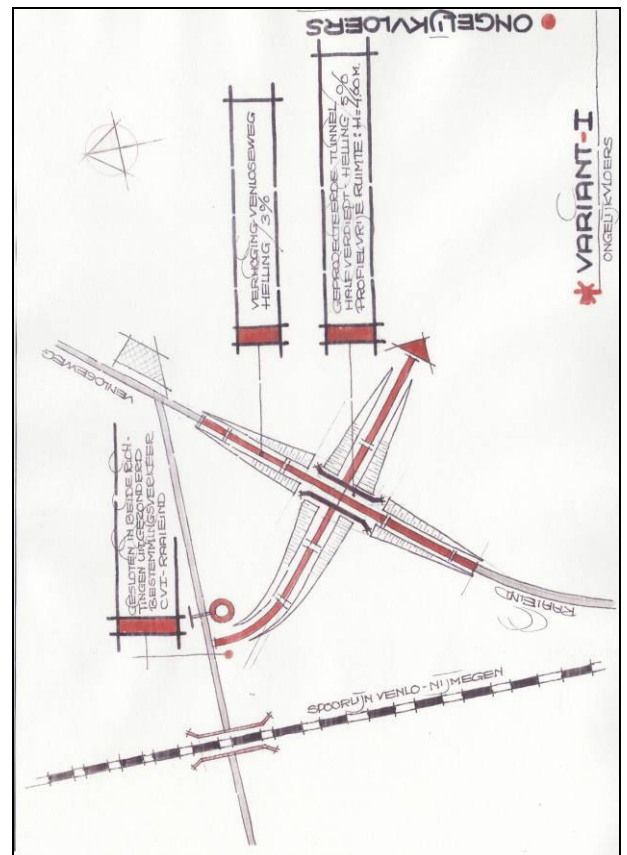 ONGELIJKVLOERS
VARIANT-I
ONGELIJKVLOERS
VERHOGING VENLOSEWEG
HELLING / 3%
GEPROJECTEERDE TUNNEL
HALFVERDIEPT - HELLING / 5%
PROFIELVRIJE RUIMTE : H=4,60 M.
VENLOSEWEG
GESLOTEN IN BEIDE RICH-
TINGEN UITGEZONDERD
BESTEMMINGSVERKEER
CVI-RAAIEIND
RAAIEIND
SPOORLIJN VENLO-NIJMEGEN